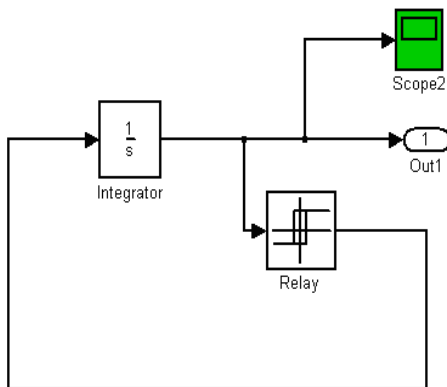 Scope2
1
s
1
Integrator
Out1
Relay